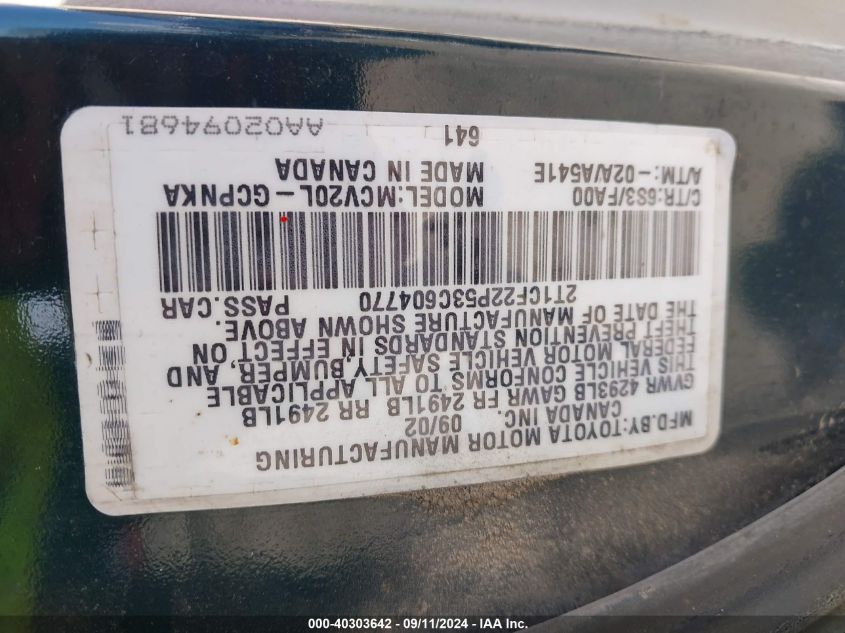 MFD.BY:TOYOTA MOTOR MANUFACTURING
CANADA INC. 09/02
GVWR 4293LB GAWR FR 2491LB RR 2491LB
THIS VEHICLE CONFORMS TO ALL APPLICABLE
FEDERAL MOTOR VEHICLE SAFETY, BUMPER, AND
THEFT PREVENTION STANDARDS IN EFFECT ON
THE DATE OF MANUFACTURE SHOWN ABOVE.
2T1CF22P53C604770 PASS.CAR
C/TR:6S3/FA00 MODEL:MCV20L-GCPNKA
A/TM:-02A/A541E MADE IN CANADA
641
AA02094681
000-40303642 - 09/11/2024 - IAA Inc.